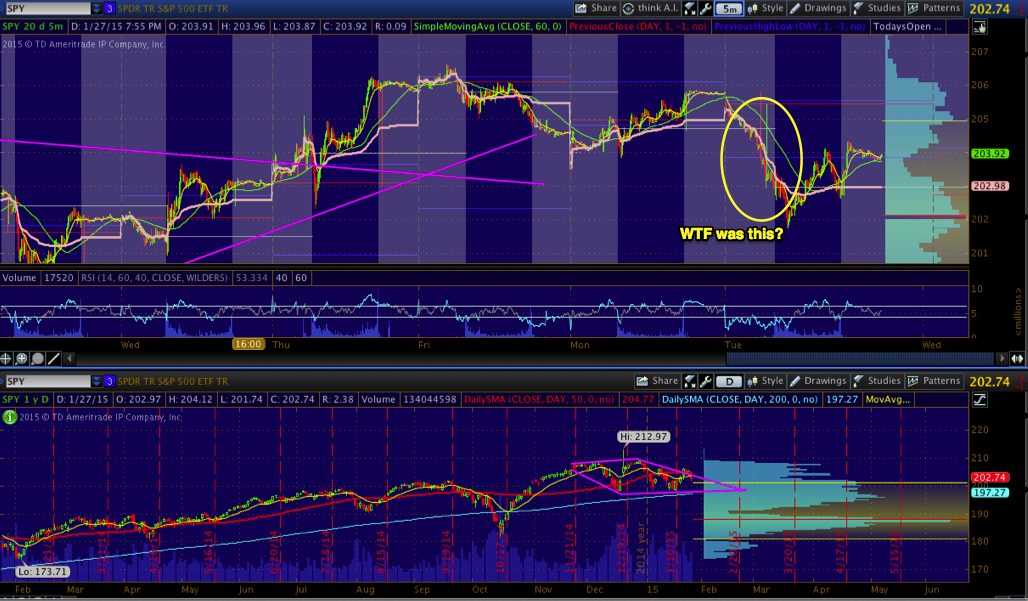 SPY 3 SPDR TR S&P 500 ETF TR Share think A.I. 5m Style Drawings Studies Patterns 202.74
SPY 20 d 5m D: 1/27/15 7:55 PM O: 203.91 H: 203.96 L: 203.87 C: 203.92 R: 0.09 SimpleMovingAvg (CLOSE, 60, 0) PreviousClose (DAY, 1, no) PreviousHighLow (DAY, 1, -1, no) TodaysOpen ...
2015 © TD Ameritrade IP Company, Inc.
207
206
205
203.92
202.98
202
201
WTF was this?
Volume 17520 RSI (14, 60, 40, CLOSE, WILDERS) 53.334 40 60
10
5
0
<millions>
Wed 16:00 Thu Fri Mon Tue Wed
SPY 3 SPDR TR S&P 500 ETF TR Share D Style Drawings Studies Patterns 202.74
SPY 1 y D D: 1/27/15 O: 202.97 H: 204.12 L: 201.74 C: 202.74 R: 2.38 Volume 134044598 DailySMA (CLOSE, DAY, 50, 0, no) 204.77 DailySMA (CLOSE, DAY, 200, 0, no) 197.27 MovAvg...
2015 © TD Ameritrade IP Company, Inc.
Hi: 212.97
220
210
202.74
197.27
190
180
170
Lo: 173.71
2014 year
Feb Mar Apr May Jun Jul Aug Sep Oct Nov Dec 15 Feb Mar Apr May Jun